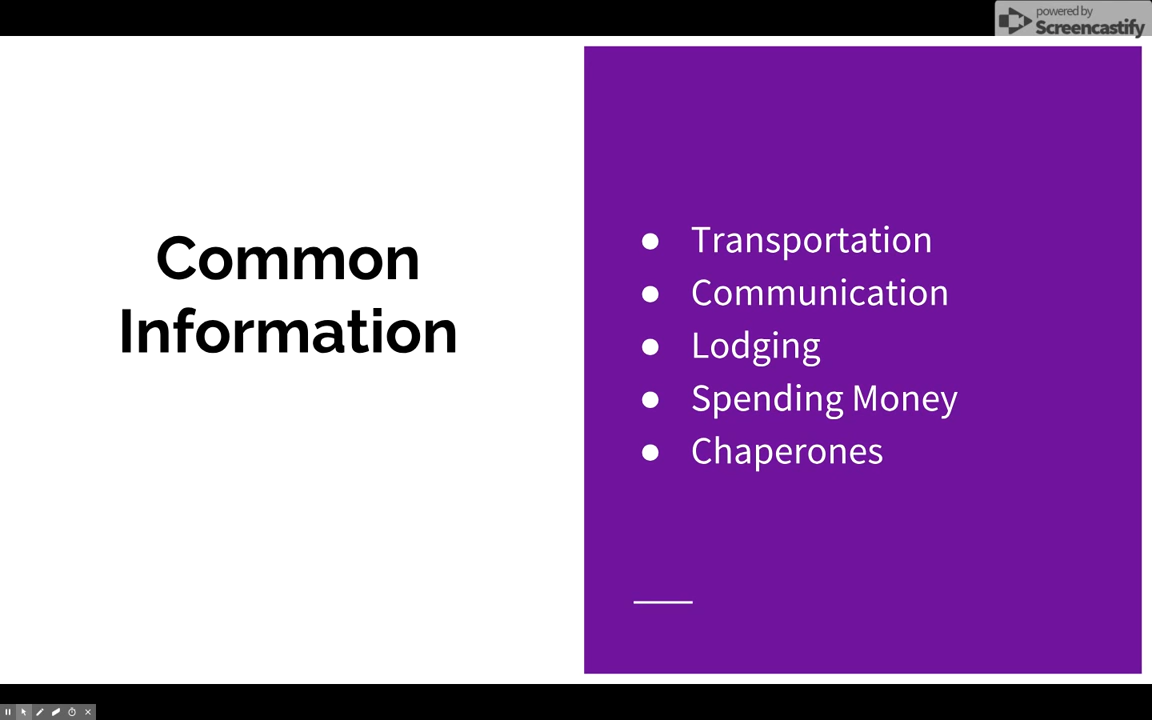 powered by
Screencastify
Common
Information
● Transportation
● Communication
● Lodging
● Spending Money
● Chaperones